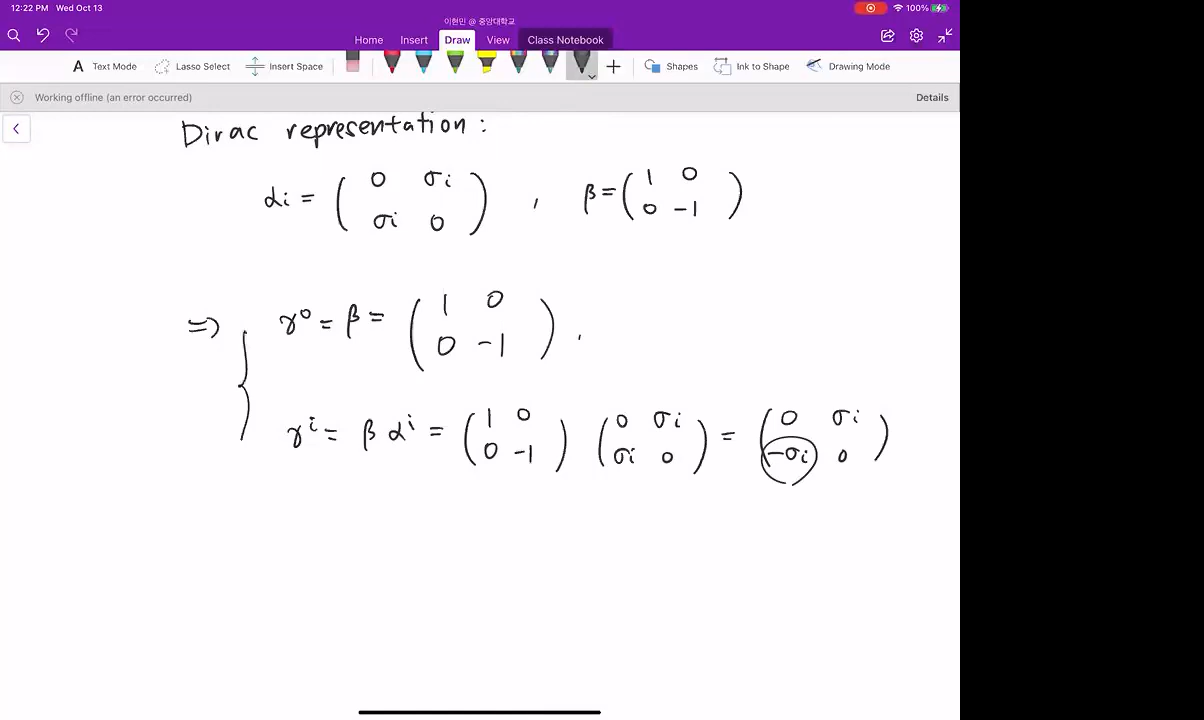 12:22 PM Wed Oct 13
100%
이현민 @ 중앙대학교
Home Insert Draw View Class Notebook
A Text Mode Lasso Select Insert Space + Shapes Ink to Shape Drawing Mode
Working offline (an error occurred) Details
Dirac representation:
αi = ( 0 σi
σi 0 ) , β = ( 1 0
0 -1 )
⇒ { γ⁰ = β = ( 1 0
0 -1 ) .
γⁱ = β αⁱ = ( 1 0
0 -1 ) ( 0 σi
σi 0 ) = ( 0 σi
-σi 0 )